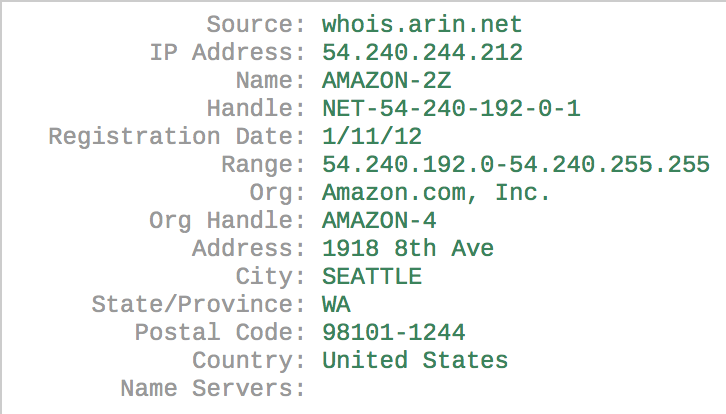 Source: whois.arin.net
IP Address: 54.240.244.212
Name: AMAZON-2Z
Handle: NET-54-240-192-0-1
Registration Date: 1/11/12
Range: 54.240.192.0-54.240.255.255
Org: Amazon.com, Inc.
Org Handle: AMAZON-4
Address: 1918 8th Ave
City: SEATTLE
State/Province: WA
Postal Code: 98101-1244
Country: United States
Name Servers: